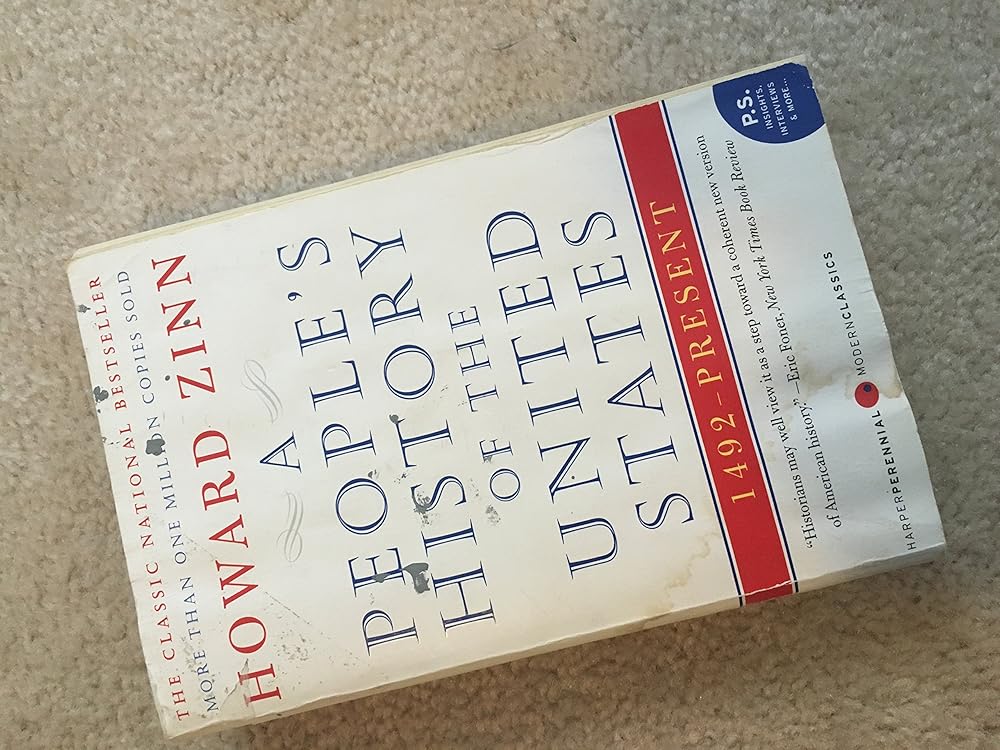 THE CLASSIC NATIONAL BESTSELLER
MORE THAN ONE MILLION COPIES SOLD
HOWARD ZINN
A
PEOPLE'S
HISTORY
OF THE
UNITED
STATES
1492–PRESENT
"Historians may well view it as a step toward a coherent new version
of American history." —Eric Foner, New York Times Book Review
HARPERPERENNIAL MODERNCLASSICS
P.S.
INSIGHTS,
INTERVIEWS
& MORE...